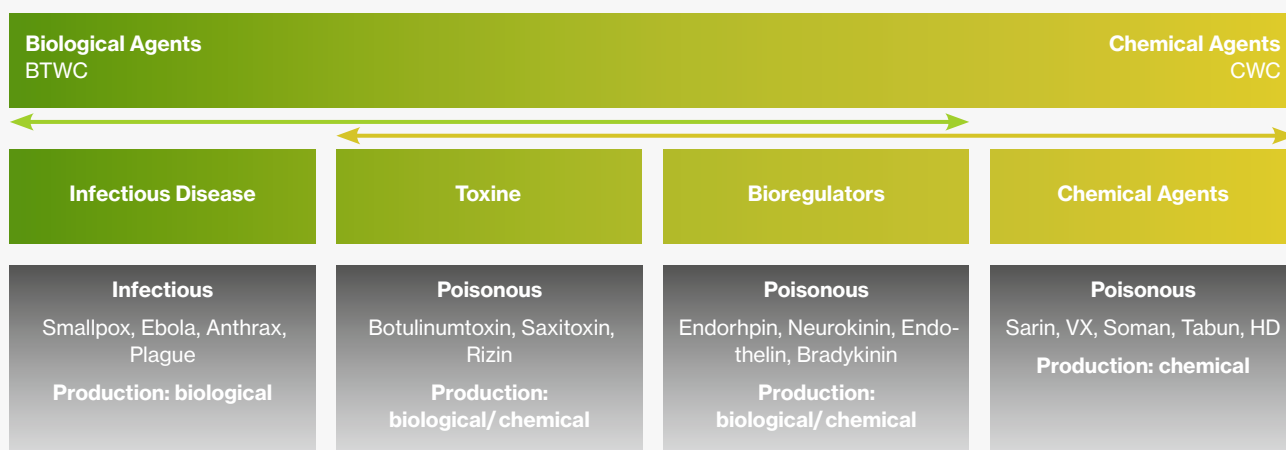 Biological Agents
BTWC
Chemical Agents
CWC
Infectious Disease
Toxine
Bioregulators
Chemical Agents
Infectious
Smallpox, Ebola, Anthrax,
Plague
Production: biological
Poisonous
Botulinumtoxin, Saxitoxin,
Rizin
Production:
biological/ chemical
Poisonous
Endorhpin, Neurokinin, Endo-
thelin, Bradykinin
Production:
biological/ chemical
Poisonous
Sarin, VX, Soman, Tabun, HD
Production: chemical